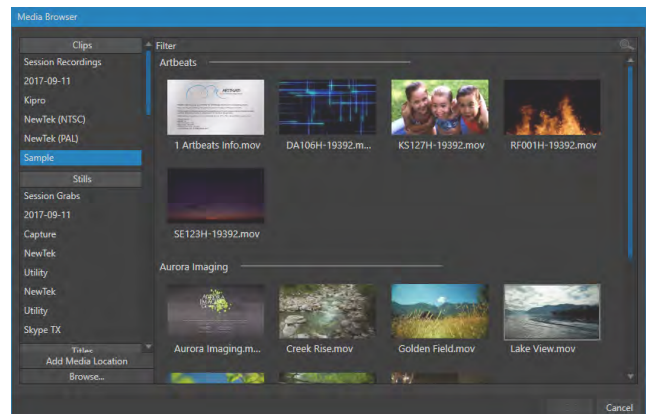 Media Browser
Clips
Session Recordings
2017-09-11
Kipro
NewTek (NTSC)
NewTek (PAL)
Sample
Stills
Session Grabs
2017-09-11
Capture
NewTek
Utility
NewTek
Utility
Skype TX
Titles
Add Media Location
Browse...
Filter
Artbeats
1 Artbeats Info.mov
DA106H-19392.m...
KS127H-19392.mov
RF001H-19392.mov
SE123H-19392.mov
Aurora Imaging
Aurora Imaging.m...
Creek Rise.mov
Golden Field.mov
Lake View.mov
Cancel